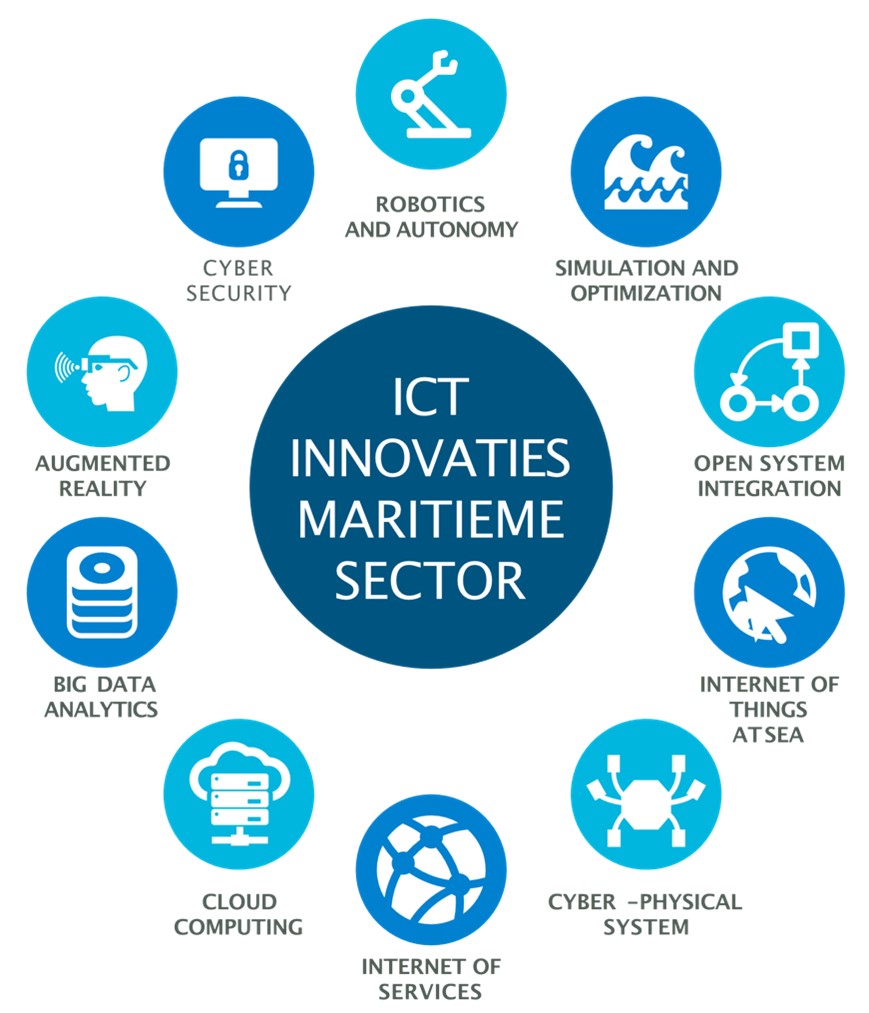 ROBOTICS
AND AUTONOMY
CYBER
SECURITY
SIMULATION AND
OPTIMIZATION
ICT
INNOVATIES
MARITIEME
SECTOR
AUGMENTED
REALITY
OPEN SYSTEM
INTEGRATION
BIG DATA
ANALYTICS
INTERNET OF
THINGS
AT SEA
CLOUD
COMPUTING
CYBER -PHYSICAL
SYSTEM
INTERNET OF
SERVICES